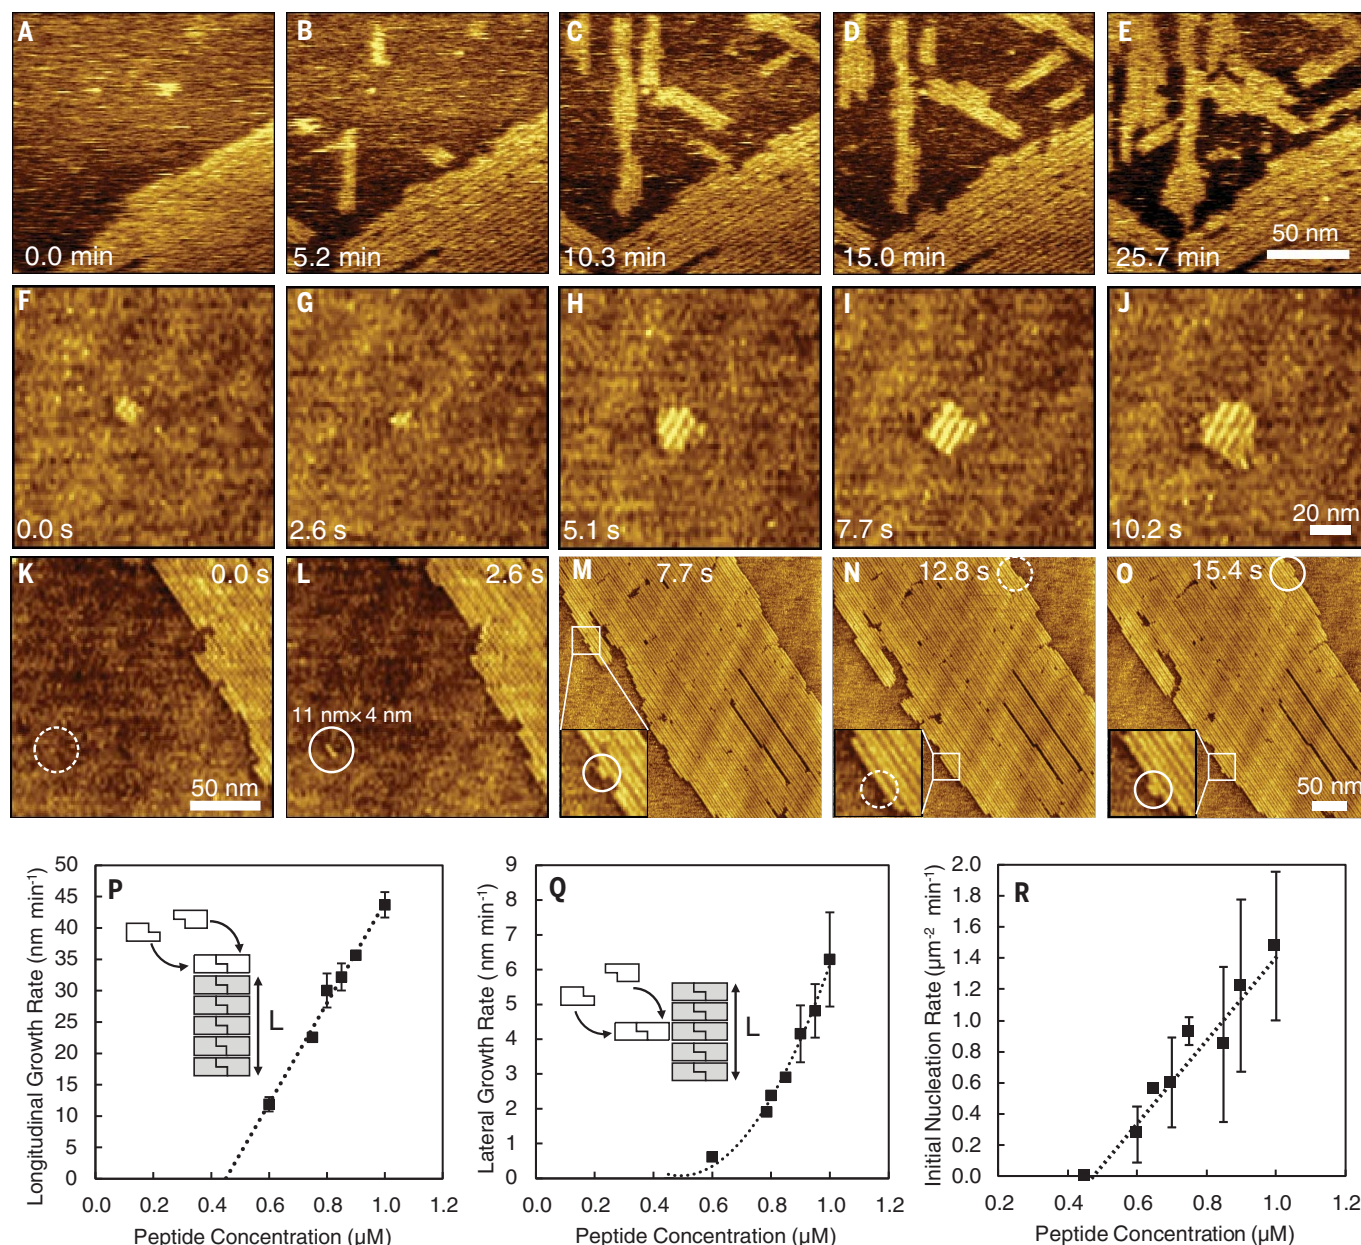 A
0.0 min
B
5.2 min
C
10.3 min
D
15.0 min
E
50 nm
25.7 min
F
0.0 s
G
2.6 s
H
5.1 s
I
7.7 s
J
20 nm
10.2 s
K
0.0 s
50 nm
L
2.6 s
11 nm× 4 nm
M
7.7 s
N
12.8 s
O
15.4 s
50 nm
P
Longitudinal Growth Rate (nm min⁻¹)
50
45
40
35
30
25
20
15
10
5
0
L
0.0 0.2 0.4 0.6 0.8 1.0 1.2
Peptide Concentration (µM)
Q
Lateral Growth Rate (nm min⁻¹)
9
8
7
6
5
4
3
2
1
0
L
0.0 0.2 0.4 0.6 0.8 1.0 1.2
Peptide Concentration (µM)
R
Initial Nucleation Rate (µm⁻² min⁻¹)
2.0
1.8
1.6
1.4
1.2
1.0
0.8
0.6
0.4
0.2
0.0
0.2 0.4 0.6 0.8 1.0 1.2
Peptide Concentration (µM)